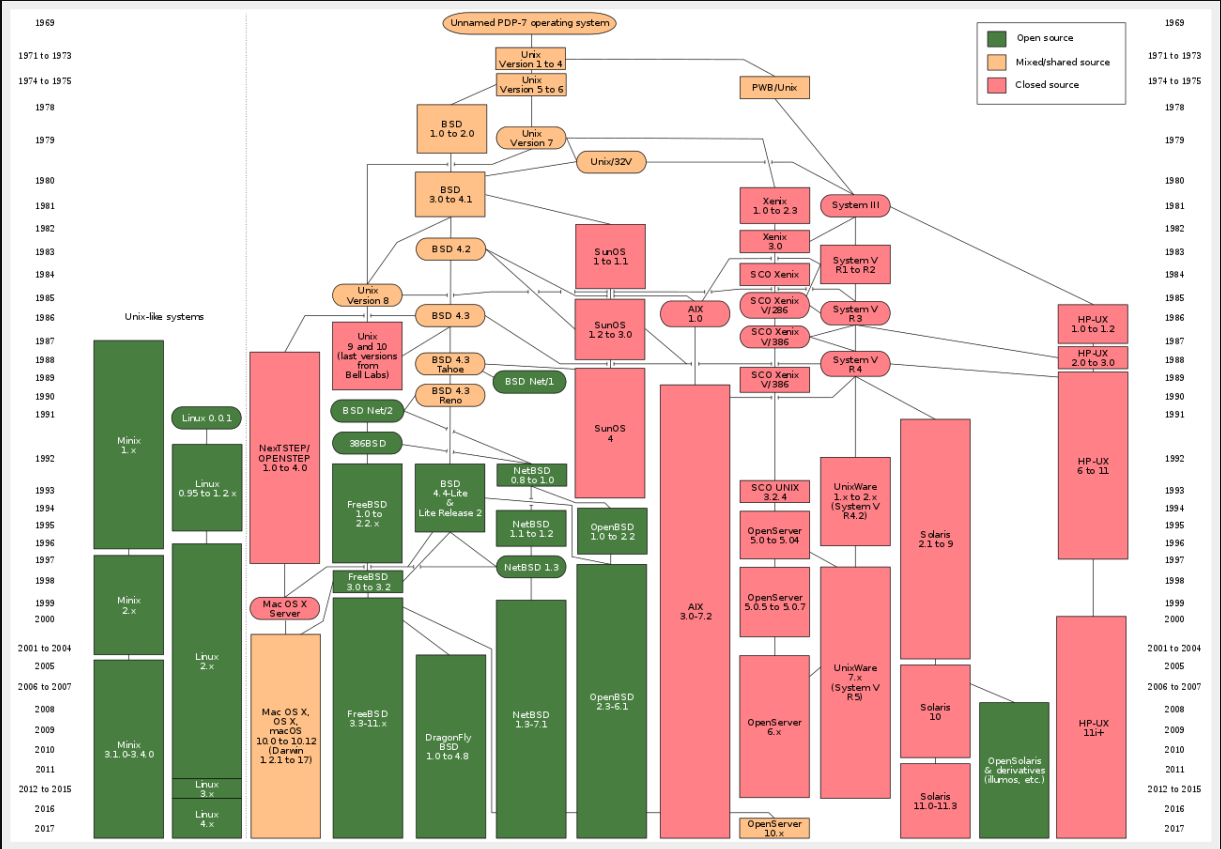 1969
1971 to 1973
1974 to 1975
1978
1979
1980
1981
1982
1983
1984
1985
1986
1987
1988
1989
1990
1991
1992
1993
1994
1995
1996
1997
1998
1999
2000
2001 to 2004
2005
2006 to 2007
2008
2009
2010
2011
2012 to 2015
2016
2017
Unix-like systems
Minix
1.x
Minix
2.x
Minix
3.1.0-3.4.0
Linux 0.0.1
Linux
0.95 to 1.2.x
Linux
2.x
Linux
3.x
Linux
4.x
Unnamed PDP-7 operating system
Unix
Version 1 to 4
Unix
Version 5 to 6
PWB/Unix
BSD
1.0 to 2.0
Unix
Version 7
Unix/32V
BSD
3.0 to 4.1
Xenix
1.0 to 2.3
System III
Xenix
3.0
BSD 4.2
SunOS
1 to 1.1
System V
R1 to R2
SCO Xenix
Unix
Version 8
SCO Xenix
V/286
BSD 4.3
AIX
1.0
System V
R3
HP-UX
1.0 to 1.2
SunOS
1.2 to 3.0
SCO Xenix
V/386
Unix
9 and 10
(last versions
from
Bell Labs)
HP-UX
2.0 to 3.0
BSD 4.3
Tahoe
System V
R4
BSD Net/1
SCO Xenix
V/386
BSD 4.3
Reno
BSD Net/2
386BSD
SunOS
4
NeXTSTEP/
OPENSTEP
1.0 to 4.0
HP-UX
6 to 11
NetBSD
0.8 to 1.0
FreeBSD
1.0 to
2.2.x
BSD
4.4-Lite
&
Lite Release 2
SCO UNIX
3.2.4
UnixWare
1.x to 2.x
(System V
R4.2)
NetBSD
1.1 to 1.2
OpenBSD
1.0 to 2.2
OpenServer
5.0 to 5.04
Solaris
2.1 to 9
NetBSD 1.3
FreeBSD
3.0 to 3.2
Mac OS X
Server
OpenServer
5.0.5 to 5.0.7
AIX
3.0-7.2
UnixWare
7.x
(System V
R5)
OpenBSD
2.3-6.1
Mac OS X,
OS X,
macOS
10.0 to 10.12
(Darwin
1.2.1 to 17)
FreeBSD
3.3-11.x
DragonFly
BSD
1.0 to 4.8
NetBSD
1.3-7.1
OpenServer
6.x
Solaris
10
HP-UX
11i+
OpenSolaris
& derivatives
(illumos, etc.)
Solaris
11.0-11.3
OpenServer
10.x
Open source
Mixed/shared source
Closed source
1969
1971 to 1973
1974 to 1975
1978
1979
1980
1981
1982
1983
1984
1985
1986
1987
1988
1989
1990
1991
1992
1993
1994
1995
1996
1997
1998
1999
2000
2001 to 2004
2005
2006 to 2007
2008
2009
2010
2011
2012 to 2015
2016
2017